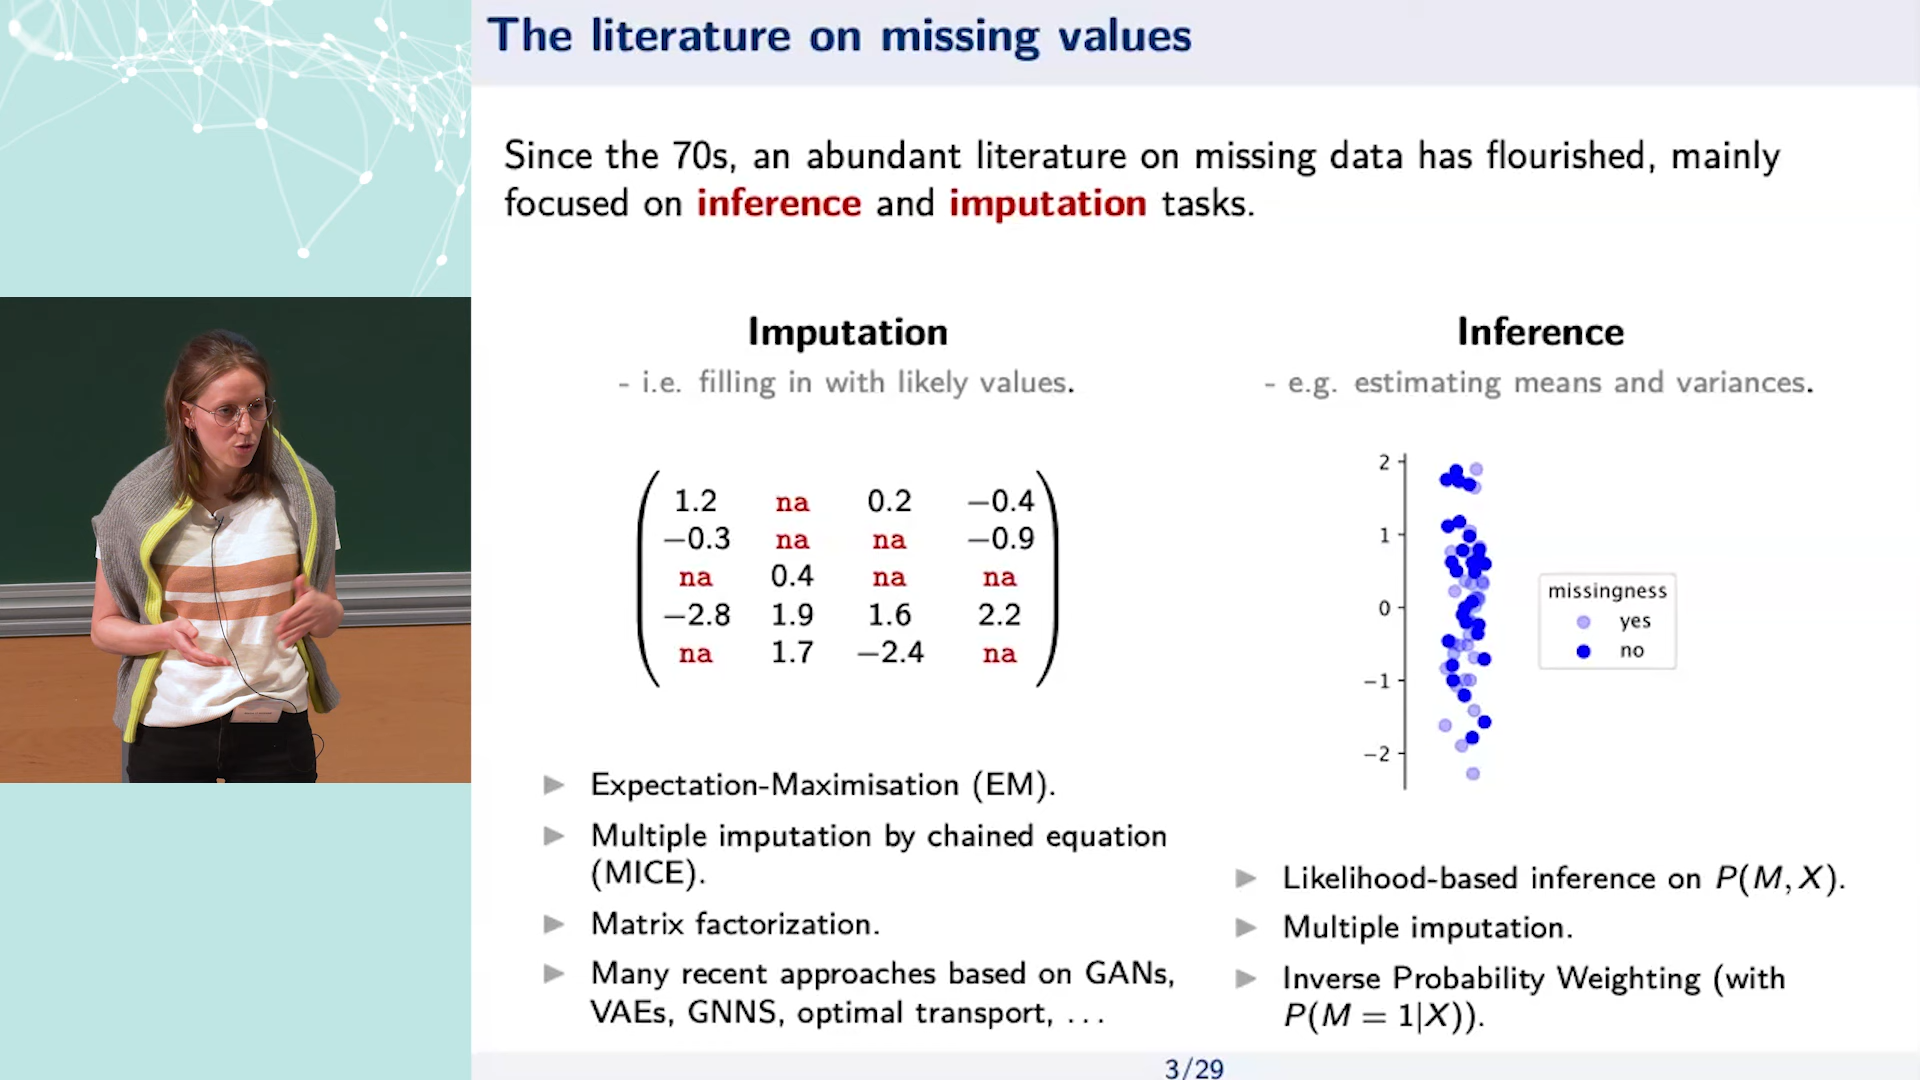 The literature on missing values
Since the 70s, an abundant literature on missing data has flourished, mainly
focused on inference and imputation tasks.
Imputation
- i.e. filling in with likely values.
1.2 na 0.2 −0.4
−0.3 na na −0.9
na 0.4 na na
−2.8 1.9 1.6 2.2
na 1.7 −2.4 na
▶ Expectation-Maximisation (EM).
▶ Multiple imputation by chained equation
(MICE).
▶ Matrix factorization.
▶ Many recent approaches based on GANs,
VAEs, GNNS, optimal transport, ...
Inference
- e.g. estimating means and variances.
2
1
0
−1
−2
missingness
yes
no
▶ Likelihood-based inference on P(M, X).
▶ Multiple imputation.
▶ Inverse Probability Weighting (with
P(M = 1|X)).
3/29